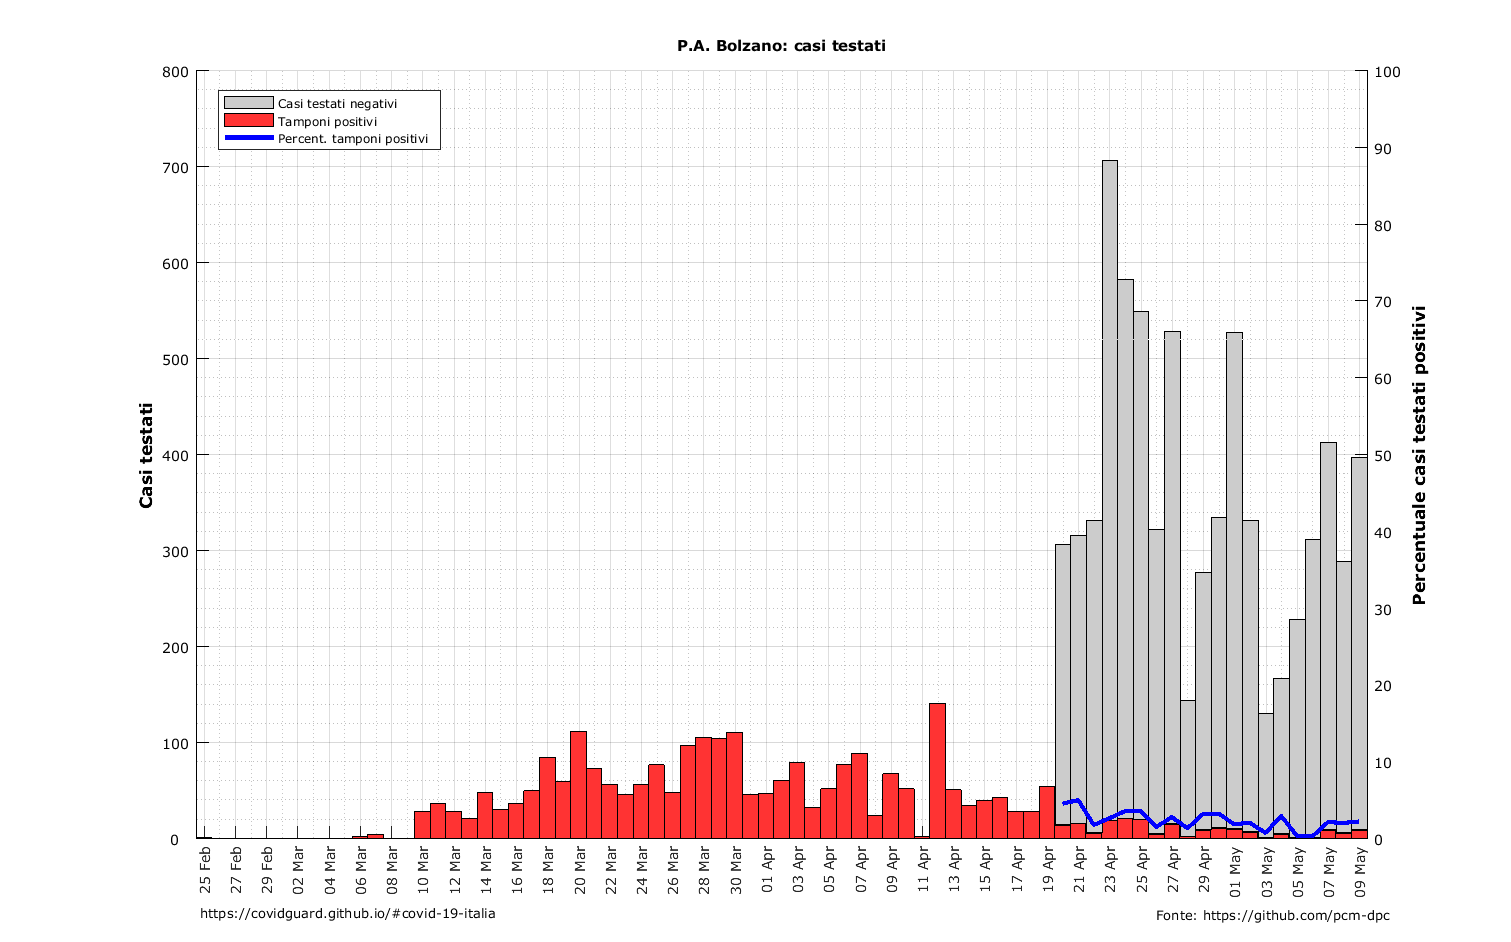 P.A. Bolzano: casi testati
Casi testati negativi
Tamponi positivi
Percent. tamponi positivi
Casi testati
800
700
600
500
400
300
200
100
0
100
90
80
70
60
50
40
30
20
10
0
Percentuale casi testati positivi
25 Feb
27 Feb
29 Feb
02 Mar
04 Mar
06 Mar
08 Mar
10 Mar
12 Mar
14 Mar
16 Mar
18 Mar
20 Mar
22 Mar
24 Mar
26 Mar
28 Mar
30 Mar
01 Apr
03 Apr
05 Apr
07 Apr
09 Apr
11 Apr
13 Apr
15 Apr
17 Apr
19 Apr
21 Apr
23 Apr
25 Apr
27 Apr
29 Apr
01 May
03 May
05 May
07 May
09 May
https://covidguard.github.io/#covid-19-italia
Fonte: https://github.com/pcm-dpc